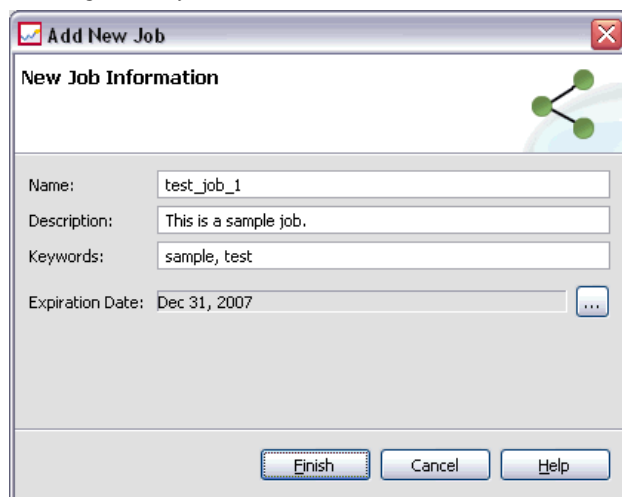 Add New Job
New Job Information
Name: test_job_1
Description: This is a sample job.
Keywords: sample, test
Expiration Date: Dec 31, 2007 ...
Finish Cancel Help